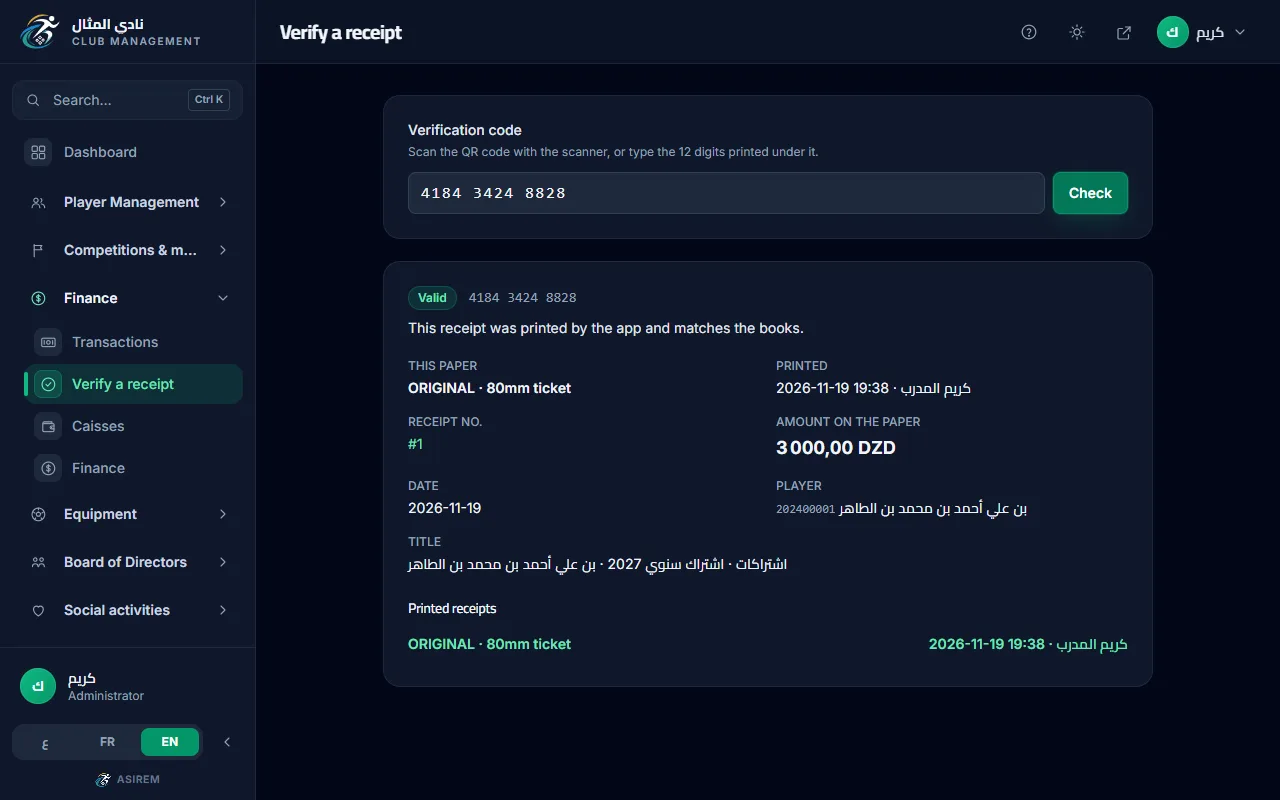 نادي المثال
CLUB MANAGEMENT
Search...
Ctrl K
Dashboard
Player Management
Competitions & m...
Finance
Transactions
Verify a receipt
Caisses
Finance
Equipment
Board of Directors
Social activities
ك
كريم
Administrator
ع
FR
EN
ASIREM
Verify a receipt
ك
كريم
Verification code
Scan the QR code with the scanner, or type the 12 digits printed under it.
4184 3424 8828
Check
Valid
4184 3424 8828
This receipt was printed by the app and matches the books.
THIS PAPER
ORIGINAL · 80mm ticket
PRINTED
2026-11-19 19:38 · كريم المدرب
RECEIPT NO.
#1
AMOUNT ON THE PAPER
3 000,00 DZD
DATE
2026-11-19
PLAYER
بن علي أحمد بن محمد بن الطاهر 202400001
TITLE
اشتراكات · اشتراك سنوي 2027 · بن علي أحمد بن محمد بن الطاهر
Printed receipts
ORIGINAL · 80mm ticket
2026-11-19 19:38 · كريم المدرب